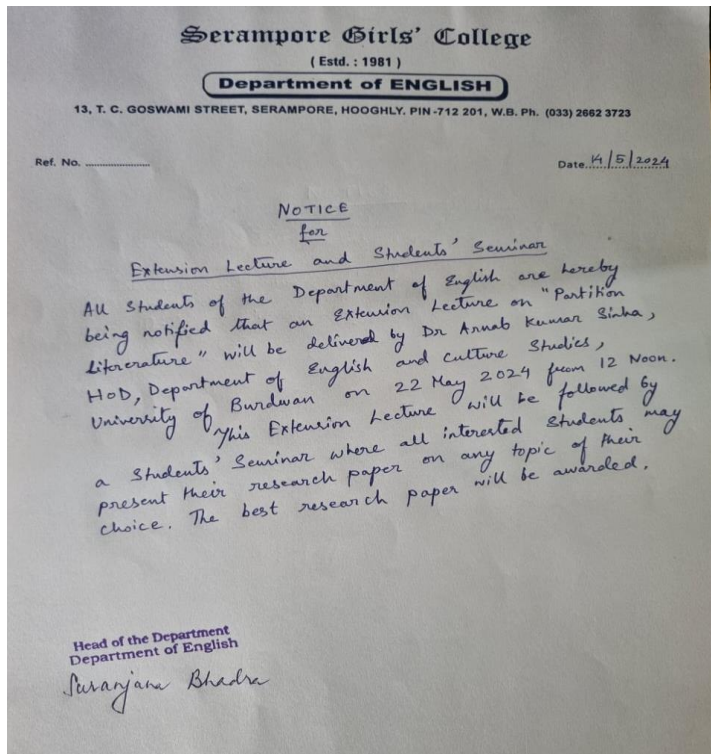 Serampore Girls' College
( Estd. : 1981 )
Department of ENGLISH
13, T. C. GOSWAMI STREET, SERAMPORE, HOOGHLY. PIN-712 201, W.B. Ph. (033) 2662 3723
Ref. No. ......................
Date. 14/5/2024
NOTICE
for
Extension Lecture and Students' Seminar
All Students of the Department of English are hereby
being notified that an Extension Lecture on "Partition
literature" will be delivered by Dr Arnab Kumar Sinha,
HoD, Department of English and Culture Studies,
University of Burdwan on 22 May 2024 from 12 Noon.
This Extension Lecture will be followed by
a Students' Seminar where all interested Students may
present their research paper on any topic of their
choice. The best research paper will be awarded.
Head of the Department
Department of English
Suranjana Bhadra